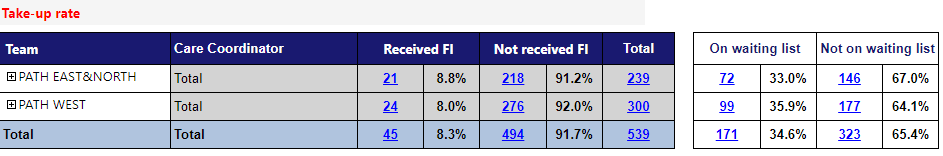 Take-up rate
Team Care Coordinator Received FI Not received FI Total On waiting list Not on waiting list
PATH EAST&NORTH Total 21 8.8% 218 91.2% 239 72 33.0% 146 67.0%
PATH WEST Total 24 8.0% 276 92.0% 300 99 35.9% 177 64.1%
Total Total 45 8.3% 494 91.7% 539 171 34.6% 323 65.4%